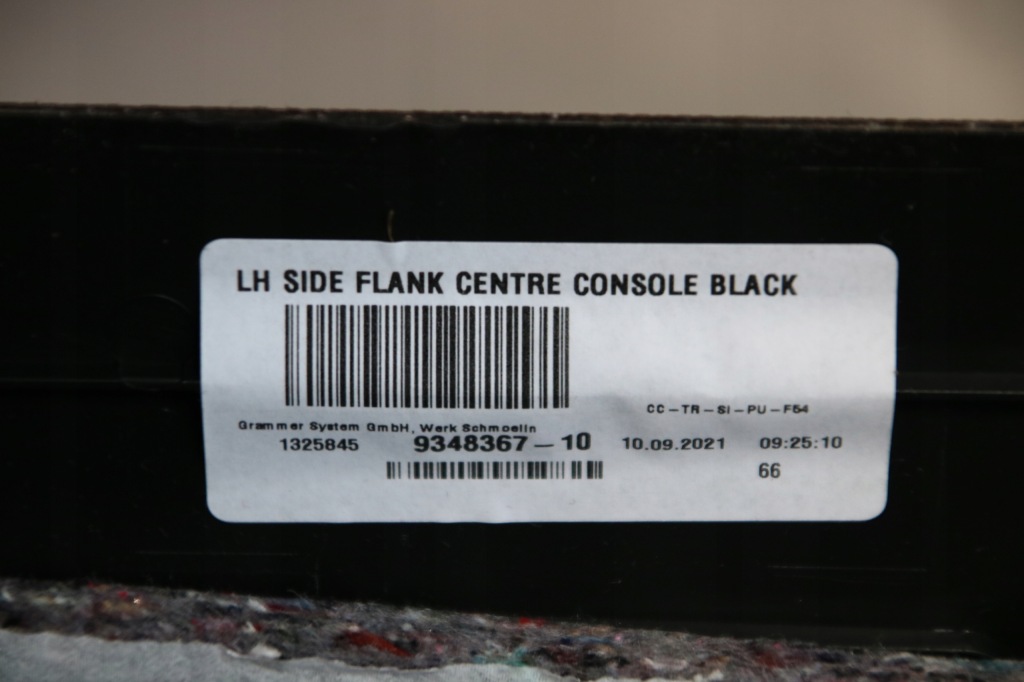 LH SIDE FLANK CENTRE CONSOLE BLACK
CC-TR-SI-PU-F54
Grammer System GmbH, Werk Schmoelln
1325845 9348367-10 10.09.2021 09:25:10
66